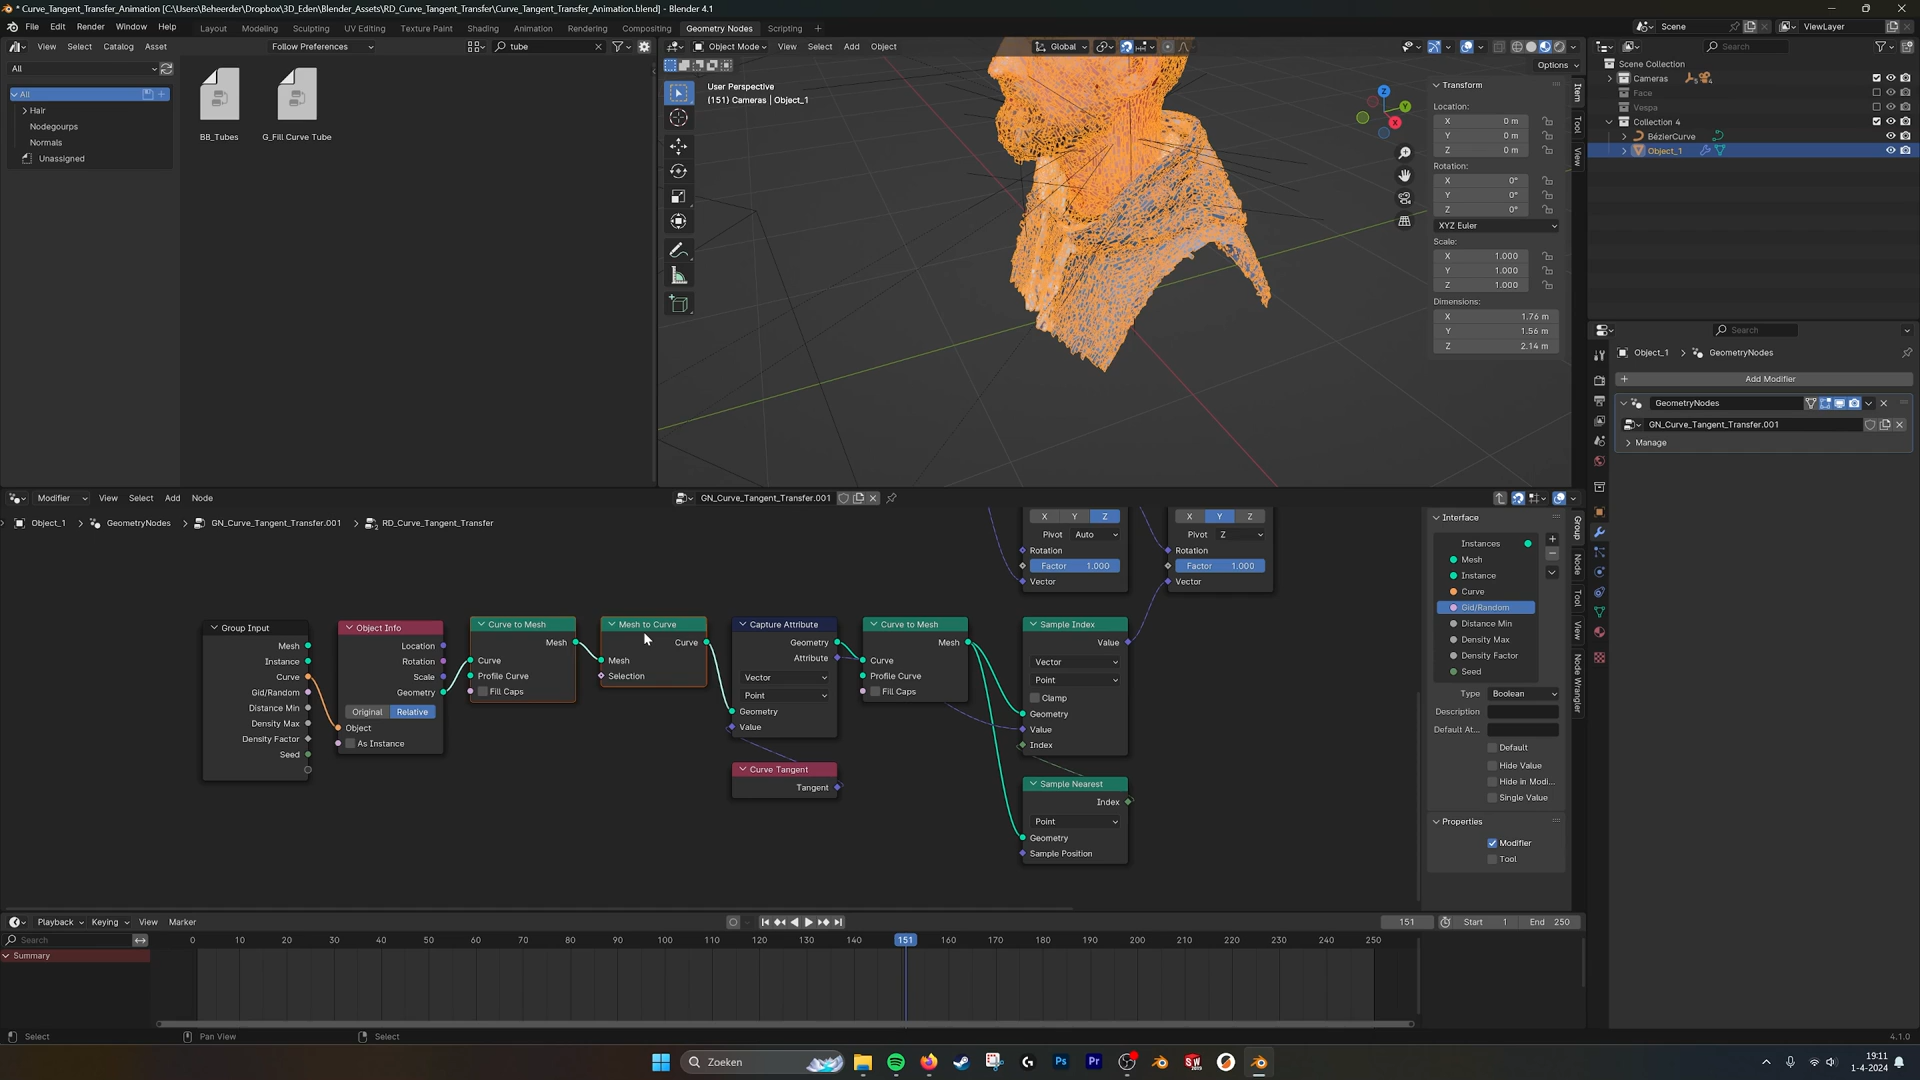 * Curve_Tangent_Transfer_Animation [C:\Users\Beheerder\Dropbox\3D_Eden\Blender_Assets\RD_Curve_Tangent_Transfer\Curve_Tangent_Transfer_Animation.blend] - Blender 4.1
File Edit Render Window Help Layout Modeling Sculpting UV Editing Texture Paint Shading Animation Rendering Compositing Geometry Nodes Scripting + Scene ViewLayer
View Select Catalog Asset Follow Preferences tube Object Mode View Select Add Object Global Search
Options
All
All
Hair
Nodegourps
Normals
Unassigned
BB_Tubes G_Fill Curve Tube
User Perspective
(151) Cameras | Object_1
Z
Y
X
Transform
Location:
X 0 m
Y 0 m
Z 0 m
Rotation:
X 0°
Y 0°
Z 0°
XYZ Euler
Scale:
X 1.000
Y 1.000
Z 1.000
Dimensions:
X 1.76 m
Y 1.56 m
Z 2.14 m
Item
Tool
View
Scene Collection
Cameras
Face
Vespa
Collection 4
BézierCurve
Object_1
Search
Object_1 > GeometryNodes
Add Modifier
GeometryNodes
GN_Curve_Tangent_Transfer.001
Manage
Modifier View Select Add Node GN_Curve_Tangent_Transfer.001
Object_1 > GeometryNodes > GN_Curve_Tangent_Transfer.001 > RD_Curve_Tangent_Transfer
X Y Z
Pivot Auto
Rotation
Factor 1.000
Vector
X Y Z
Pivot Z
Rotation
Factor 1.000
Vector
Group Input
Mesh
Instance
Curve
Gid/Random
Distance Min
Density Max
Density Factor
Seed
Object Info
Location
Rotation
Scale
Geometry
Original Relative
Object
As Instance
Curve to Mesh
Mesh
Curve
Profile Curve
Fill Caps
Mesh to Curve
Curve
Mesh
Selection
Capture Attribute
Geometry
Attribute
Vector
Point
Geometry
Value
Curve Tangent
Tangent
Curve to Mesh
Mesh
Curve
Profile Curve
Fill Caps
Sample Index
Value
Vector
Point
Clamp
Geometry
Value
Index
Sample Nearest
Index
Point
Geometry
Sample Position
Interface
Instances
Mesh
Instance
Curve
Gid/Random
Distance Min
Density Max
Density Factor
Seed
Type Boolean
Description
Default At...
Default
Hide Value
Hide in Modi...
Single Value
Properties
Modifier
Tool
Group
Node
Tool
View
Node Wrangler
Playback Keying View Marker 151 Start 1 End 250
Search 0 10 20 30 40 50 60 70 80 90 100 110 120 130 140 151 160 170 180 190 200 210 220 230 240 250
Summary
Select Pan View Select 4.1.0
Zoeken Ps Pr SW 19:11
1-4-2024